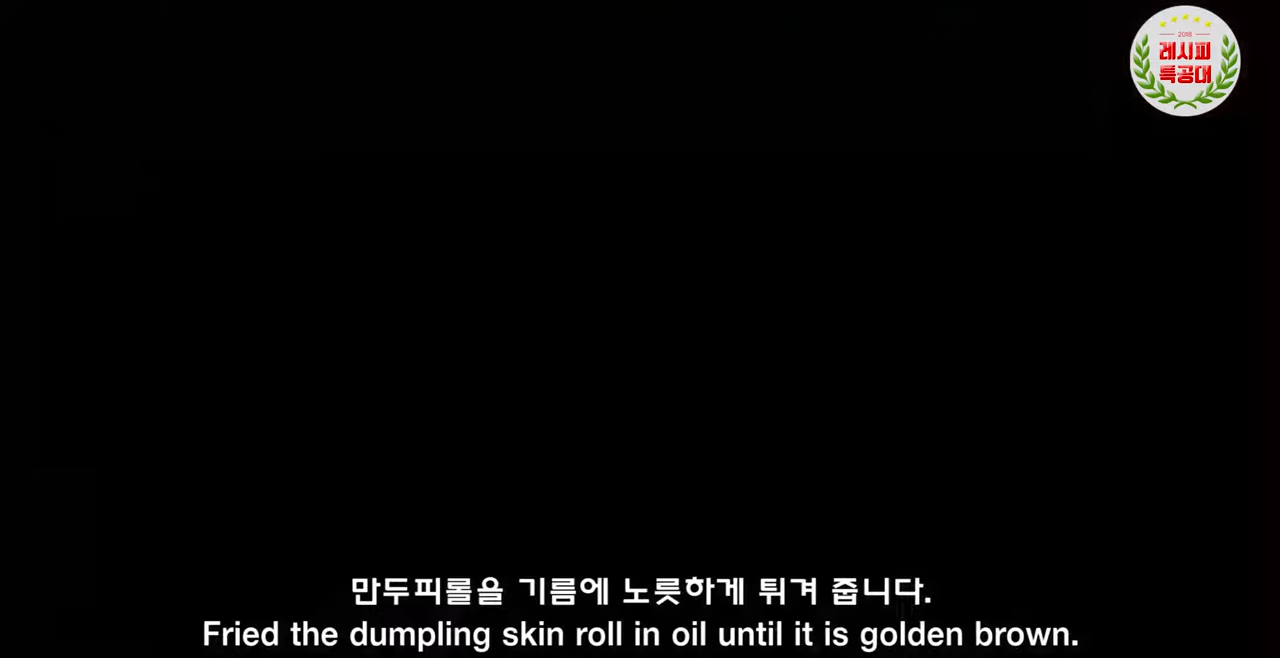 2018
레시피
특공대
만두피롤을 기름에 노릇하게 튀겨 줍니다.
Fried the dumpling skin roll in oil until it is golden brown.